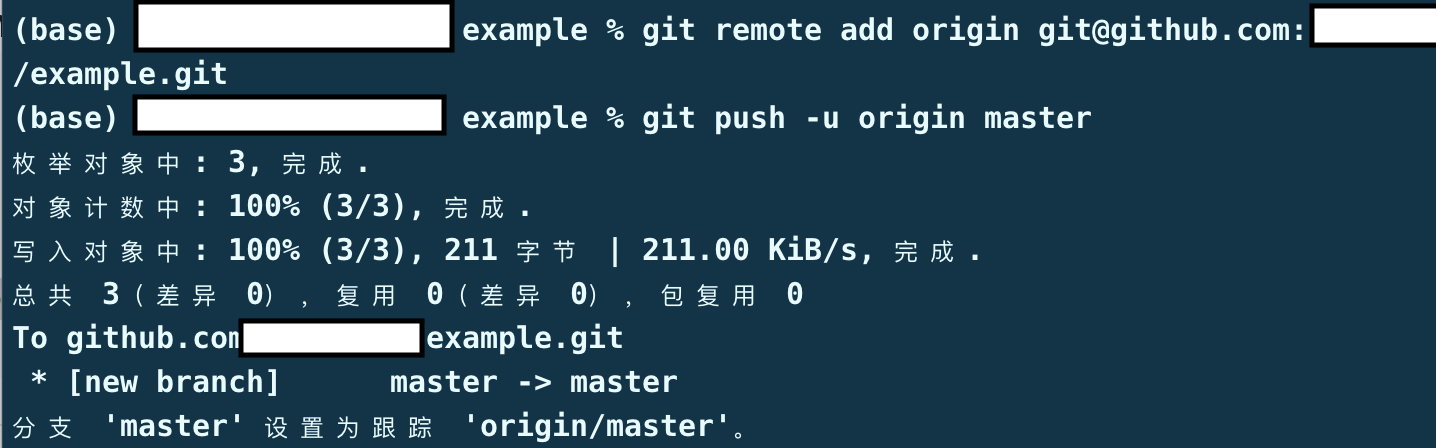 (base) example % git remote add origin git@github.com:
/example.git
(base) example % git push -u origin master
枚举对象中: 3, 完成.
对象计数中: 100% (3/3), 完成.
写入对象中: 100% (3/3), 211 字节 | 211.00 KiB/s, 完成.
总共 3（差异 0），复用 0（差异 0），包复用 0
To github.com example.git
 * [new branch]      master -> master
分支 'master' 设置为跟踪 'origin/master'。